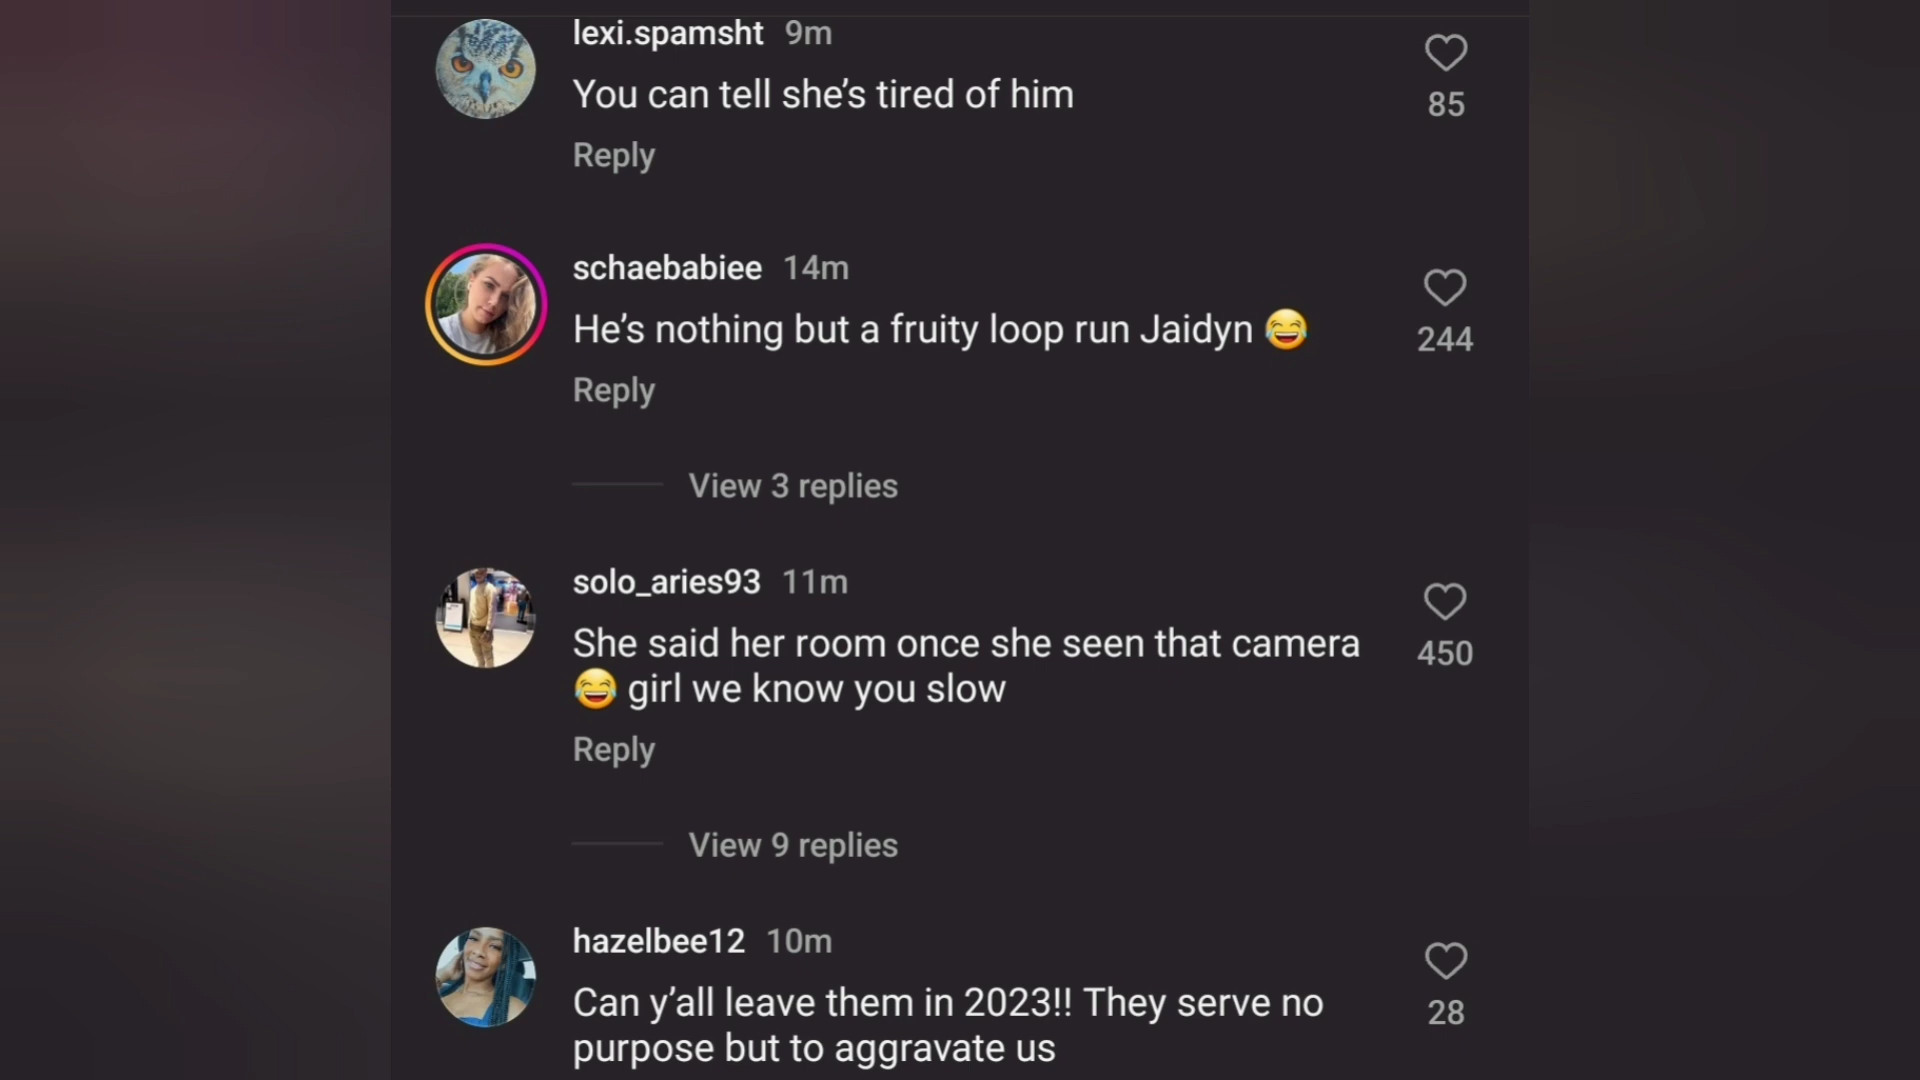 lexi.spamsht 9m
You can tell she’s tired of him
85
Reply
schaebabiee 14m
He’s nothing but a fruity loop run Jaidyn 😂
244
Reply
View 3 replies
solo_aries93 11m
She said her room once she seen that camera
😂 girl we know you slow
450
Reply
View 9 replies
hazelbee12 10m
Can y’all leave them in 2023!! They serve no
purpose but to aggravate us
28